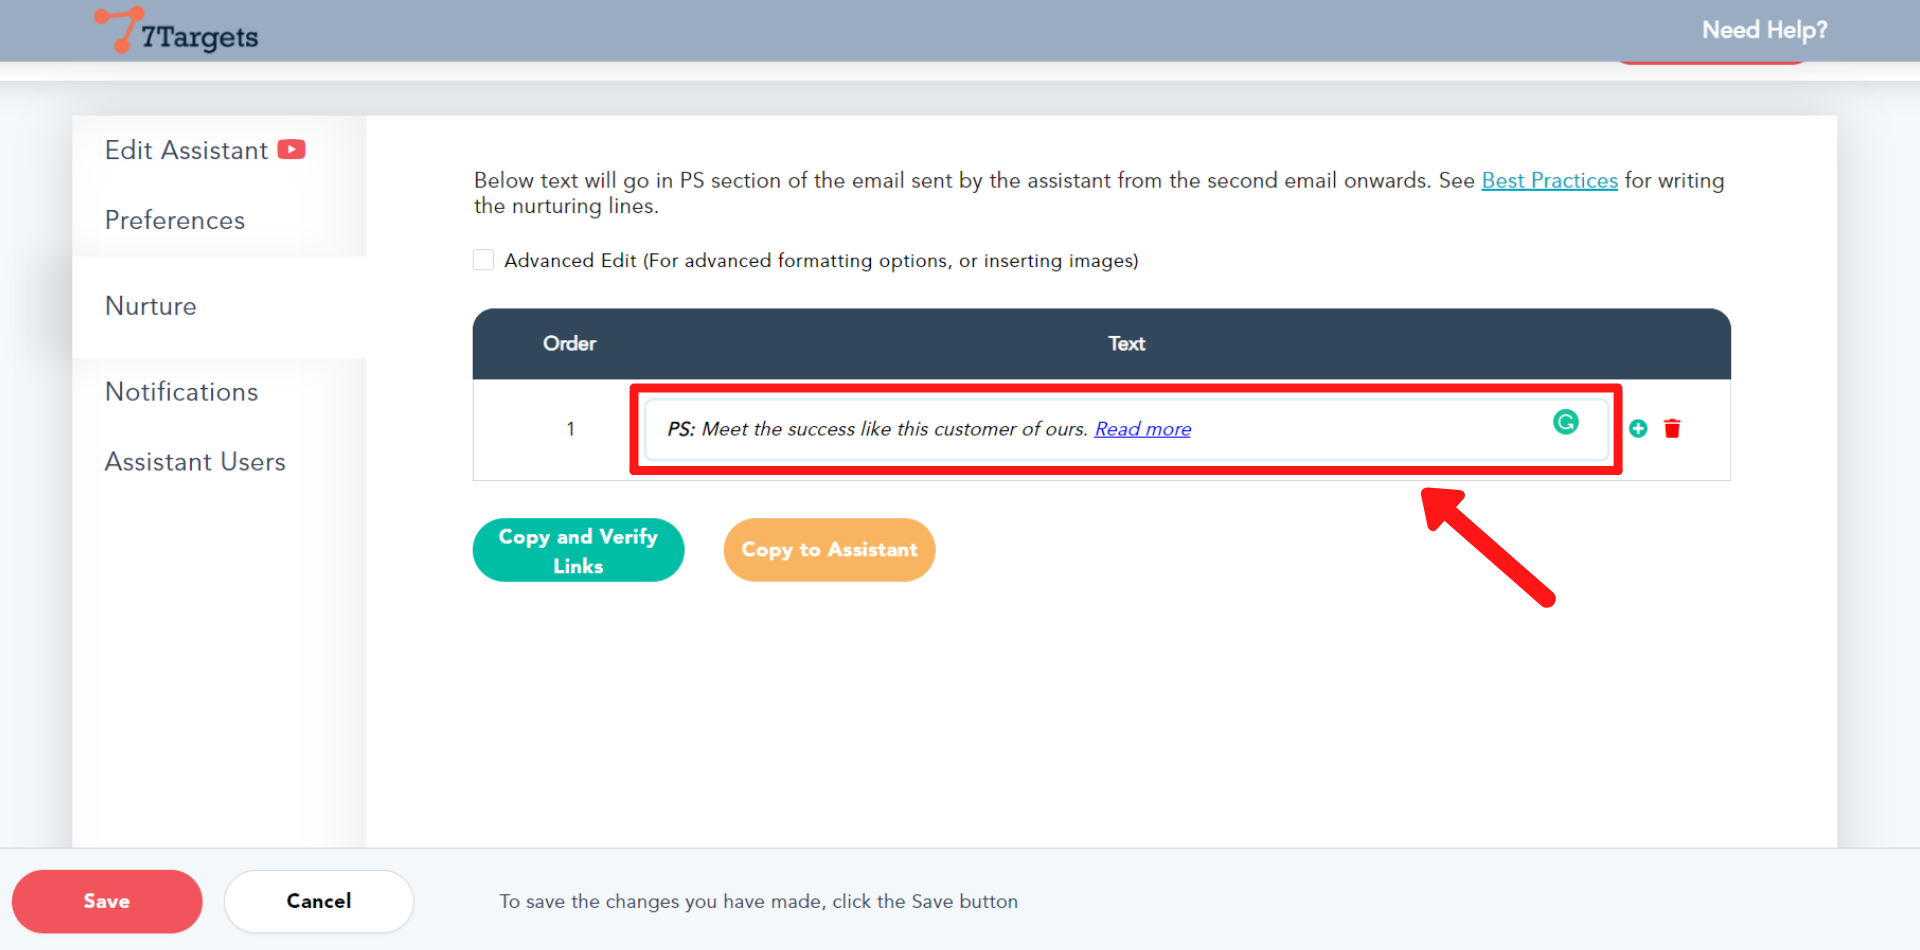 7Targets
Need Help?
Edit Assistant
Preferences
Nurture
Notifications
Assistant Users
Below text will go in PS section of the email sent by the assistant from the second email onwards. See Best Practices for writing
the nurturing lines.
Advanced Edit (For advanced formatting options, or inserting images)
Order Text
1 PS: Meet the success like this customer of ours. Read more
Copy and Verify
Links
Copy to Assistant
Save
Cancel
To save the changes you have made, click the Save button